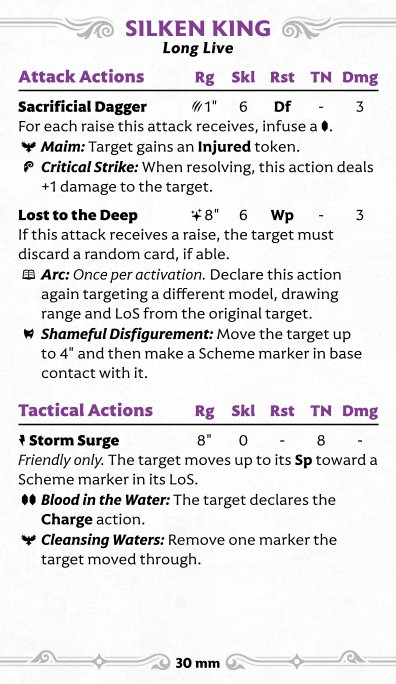 SILKEN KING
Long Live
Attack Actions Rg Skl Rst TN Dmg
Sacrificial Dagger 1" 6 Df - 3
For each raise this attack receives, infuse a .
Maim: Target gains an Injured token.
Critical Strike: When resolving, this action deals
+1 damage to the target.
Lost to the Deep 8" 6 Wp - 3
If this attack receives a raise, the target must
discard a random card, if able.
Arc: Once per activation. Declare this action
again targeting a different model, drawing
range and LoS from the original target.
Shameful Disfigurement: Move the target up
to 4" and then make a Scheme marker in base
contact with it.
Tactical Actions Rg Skl Rst TN Dmg
Storm Surge 8" 0 - 8 -
Friendly only. The target moves up to its Sp toward a
Scheme marker in its LoS.
Blood in the Water: The target declares the
Charge action.
Cleansing Waters: Remove one marker the
target moved through.
30 mm